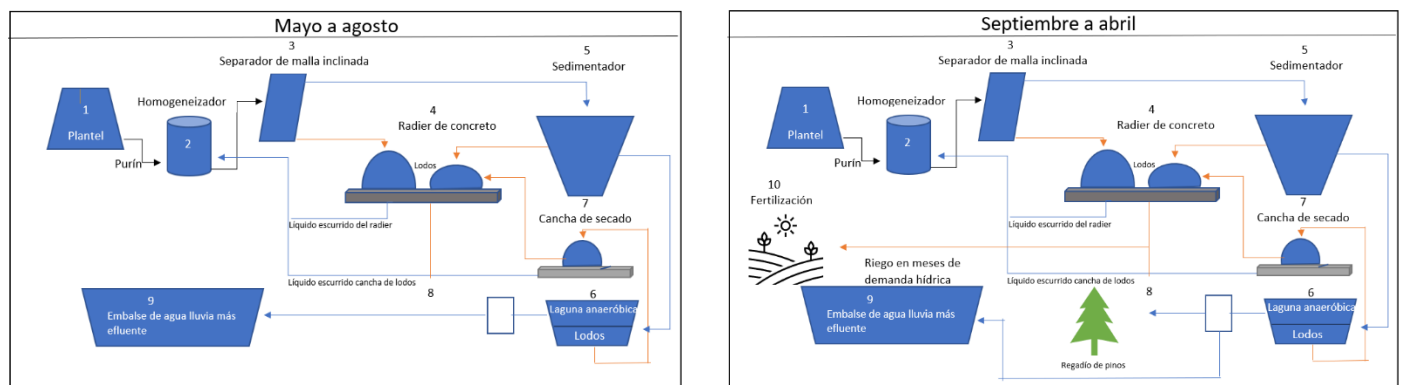 Mayo a agosto
3
Separador de malla inclinada
5
Sedimentador
1
Plantel
Homogeneizador
2
Purín
4
Radier de concreto
Lodos
7
Cancha de secado
Líquido escurrido del radier
Líquido escurrido cancha de lodos
8
9
Embalse de agua lluvia más
efluente
6
Laguna anaeróbica
Lodos
Septiembre a abril
3
Separador de malla inclinada
5
Sedimentador
1
Plantel
Homogeneizador
2
Purín
4
Radier de concreto
Lodos
10
Fertilización
7
Cancha de secado
Líquido escurrido del radier
Riego en meses de
demanda hídrica
Líquido escurrido cancha de lodos
8
9
Embalse de agua lluvia más
efluente
6
Laguna anaeróbica
Lodos
Regadío de pinos